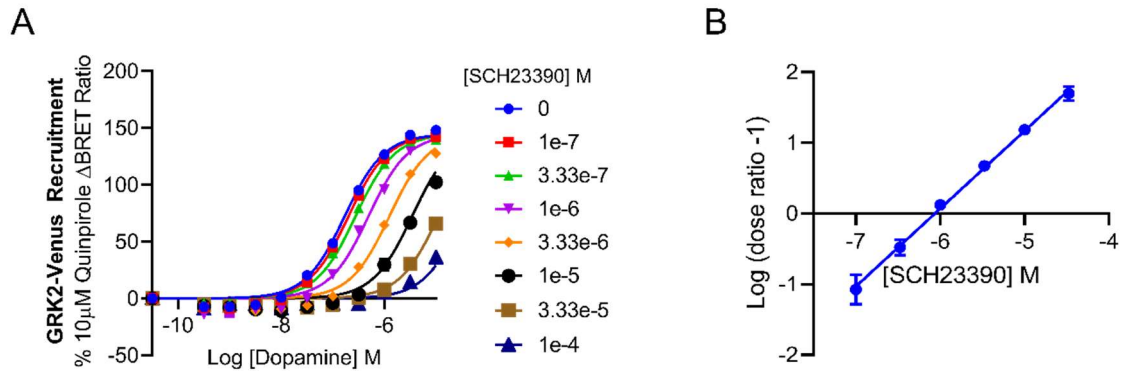 A
GRK2-Venus Recruitment
% 10μM Quinpirole ΔBRET Ratio
200
150
100
50
0
-50
-10
-8
-6
Log [Dopamine] M
[SCH23390] M
0
1e-7
3.33e-7
1e-6
3.33e-6
1e-5
3.33e-5
1e-4
B
Log (dose ratio -1)
2
1
0
-1
-2
-7
-6
-5
-4
[SCH23390] M